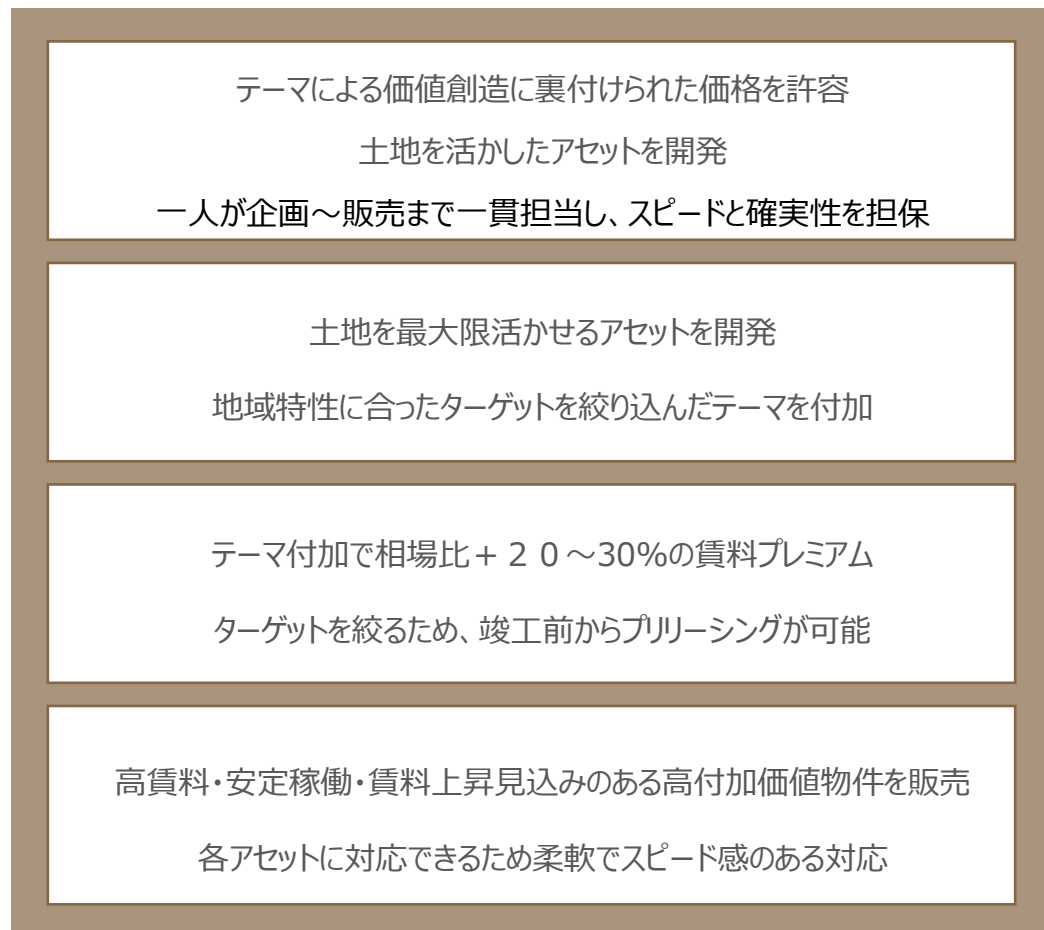 テーマによる価値創造に裏付けられた価格を許容
土地を活かしたアセットを開発
一人が企画～販売まで一貫担当し、スピードと確実性を担保
土地を最大限活かせるアセットを開発
地域特性に合ったターゲットを絞り込んだテーマを付加
テーマ付加で相場比+２０～30%の賃料プレミアム
ターゲットを絞るため、竣工前からプリリーシングが可能
高賃料・安定稼働・賃料上昇見込みのある高付加価値物件を販売
各アセットに対応できるため柔軟でスピード感のある対応